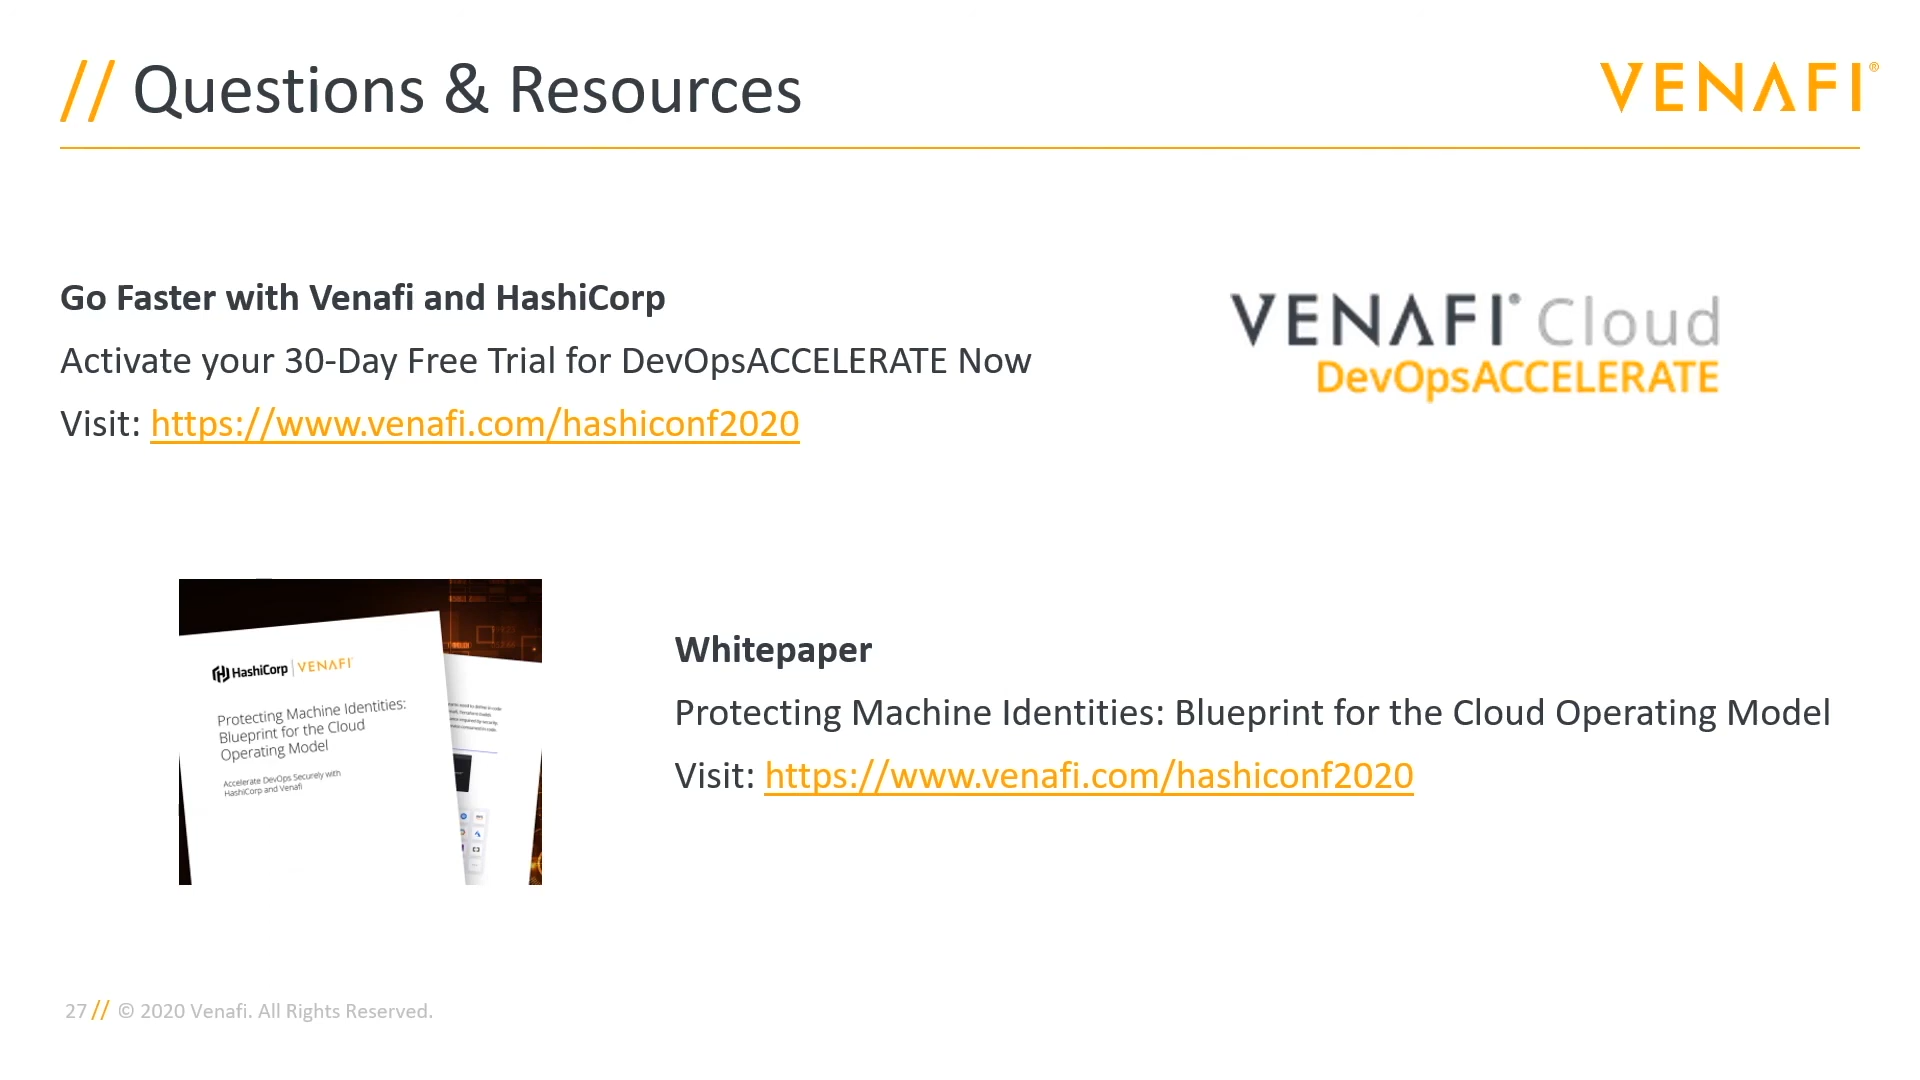 // Questions & Resources
VENAFI®
Go Faster with Venafi and HashiCorp
Activate your 30-Day Free Trial for DevOpsACCELERATE Now
Visit: https://www.venafi.com/hashiconf2020
VENAFI® Cloud
DevOpsACCELERATE
HashiCorp | VENAFI
Protecting Machine Identities:
Blueprint for the Cloud
Operating Model
Accelerate DevOps Securely with
HashiCorp and Venafi
Whitepaper
Protecting Machine Identities: Blueprint for the Cloud Operating Model
Visit: https://www.venafi.com/hashiconf2020
27 // © 2020 Venafi. All Rights Reserved.